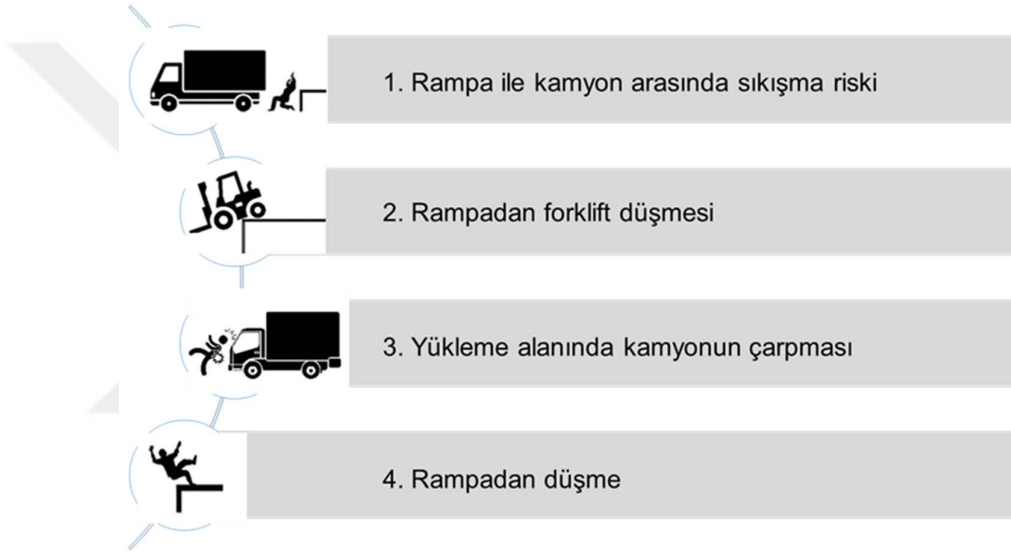 1. Rampa ile kamyon arasında sıkışma riski
2. Rampadan forklift düşmesi
3. Yükleme alanında kamyonun çarpması
4. Rampadan düşme